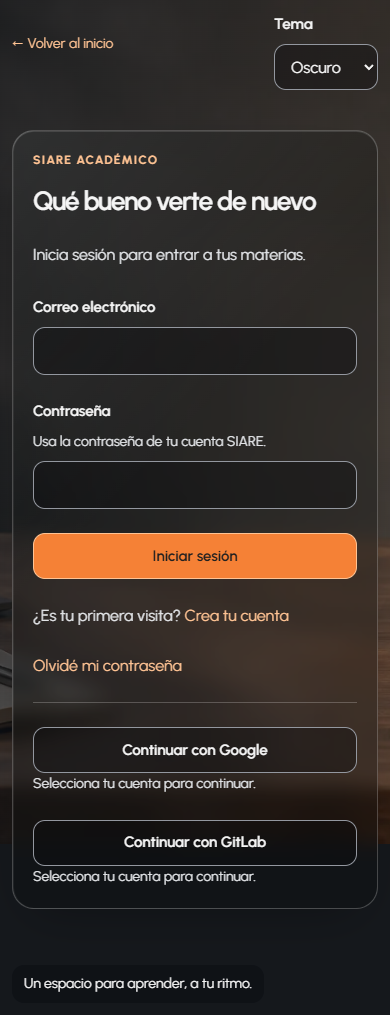 ← Volver al inicio
Tema
Oscuro
SIARE ACADÉMICO
Qué bueno verte de nuevo
Inicia sesión para entrar a tus materias.
Correo electrónico
Contraseña
Usa la contraseña de tu cuenta SIARE.
Iniciar sesión
¿Es tu primera visita? Crea tu cuenta
Olvidé mi contraseña
Continuar con Google
Selecciona tu cuenta para continuar.
Continuar con GitLab
Selecciona tu cuenta para continuar.
Un espacio para aprender, a tu ritmo.